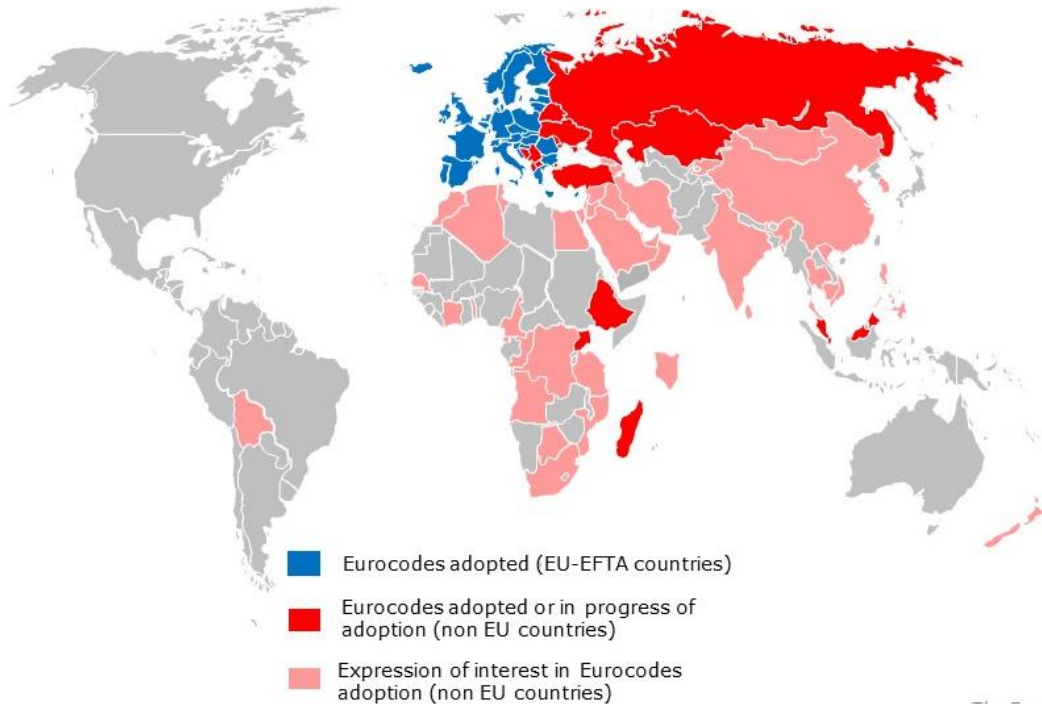 Eurocodes adopted (EU-EFTA countries)
Eurocodes adopted or in progress of
adoption (non EU countries)
Expression of interest in Eurocodes
adoption (non EU countries)